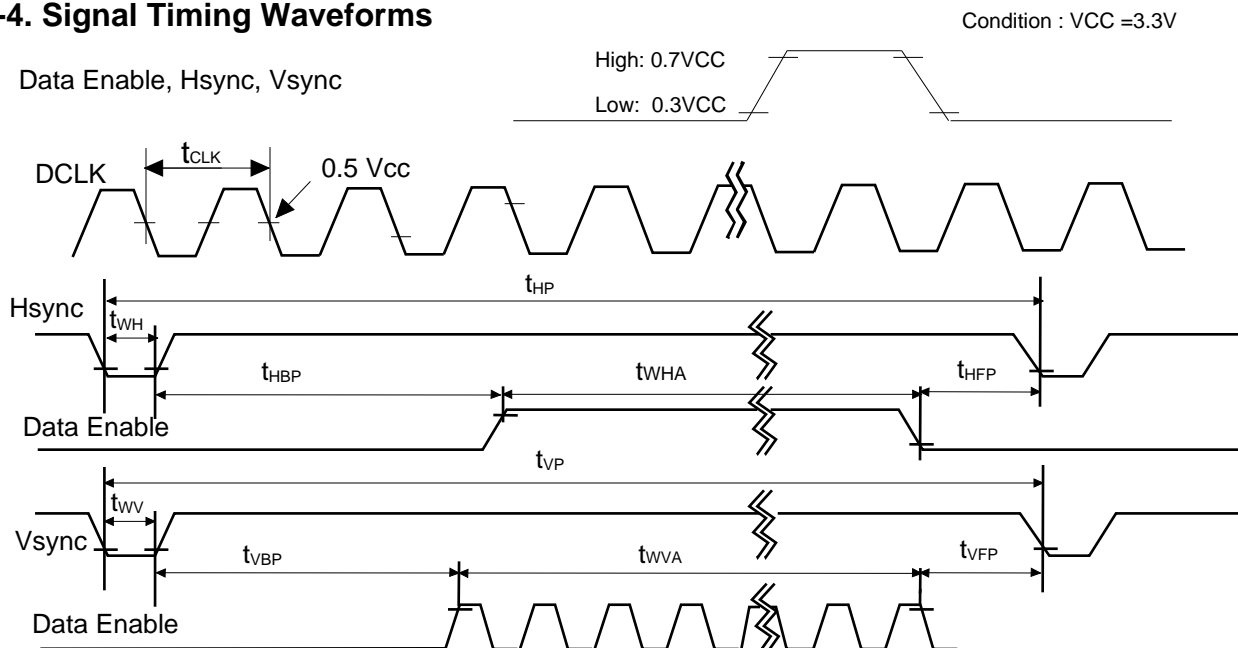 -4. Signal Timing Waveforms
Condition : VCC =3.3V
Data Enable, Hsync, Vsync
High: 0.7VCC
Low: 0.3VCC
DCLK
tCLK
0.5 Vcc
tHP
Hsync
tWH
tHBP
tWHA
tHFP
Data Enable
tVP
tWV
Vsync
tVBP
tWVA
tVFP
Data Enable